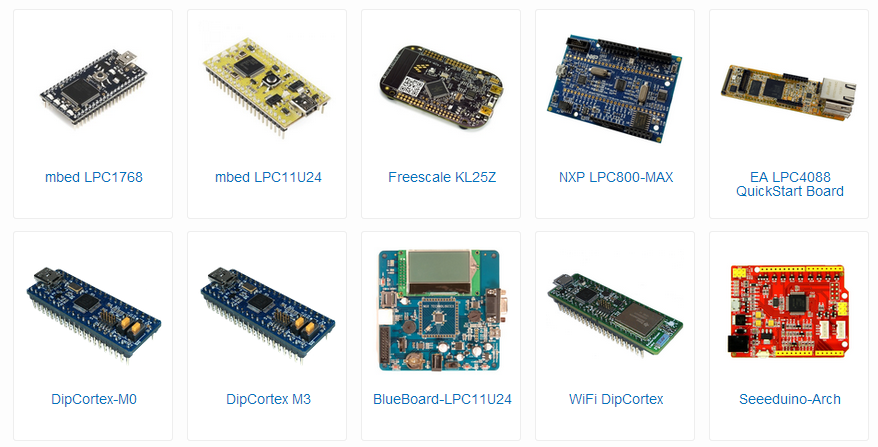 mbed LPC1768
mbed LPC11U24
Freescale KL25Z
NXP LPC800-MAX
EA LPC4088
QuickStart Board
DipCortex-M0
DipCortex M3
BlueBoard-LPC11U24
WiFi DipCortex
Seeeduino-Arch